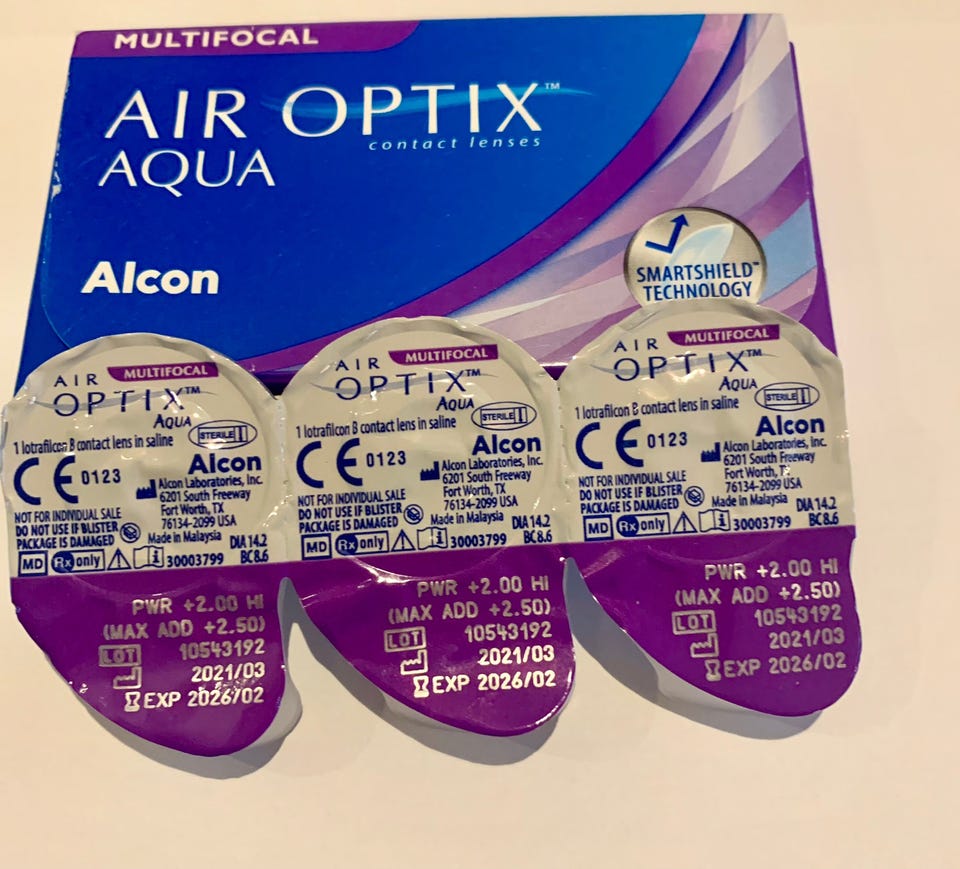 MULTIFOCAL
AIR OPTIX™
contact lenses
AQUA
Alcon
SMARTSHIELD™
TECHNOLOGY
AIR MULTIFOCAL
OPTIX™
AQUA
1 lotrafilcon B contact lens in saline
STERILE
CE 0123
Alcon
Alcon Laboratories, Inc.
6201 South Freeway
Fort Worth, TX
76134-2099 USA
Made in Malaysia
NOT FOR INDIVIDUAL SALE
DO NOT USE IF BLISTER
PACKAGE IS DAMAGED
DIA 14.2
BC 8.6
MD Rx only 30003799
PWR +2.00 HI
(MAX ADD +2.50)
LOT 10543192
2021/03
EXP 2026/02
AIR MULTIFOCAL
OPTIX™
AQUA
1 lotrafilcon B contact lens in saline
STERILE
CE 0123
Alcon
Alcon Laboratories, Inc.
6201 South Freeway
Fort Worth, TX
76134-2099 USA
Made in Malaysia
NOT FOR INDIVIDUAL SALE
DO NOT USE IF BLISTER
PACKAGE IS DAMAGED
DIA 14.2
BC 8.6
MD Rx only 30003799
PWR +2.00 HI
(MAX ADD +2.50)
LOT 10543192
2021/03
EXP 2026/02
AIR MULTIFOCAL
OPTIX™
AQUA
1 lotrafilcon B contact lens in saline
STERILE
CE 0123
Alcon
Alcon Laboratories, Inc.
6201 South Freeway
Fort Worth, TX
76134-2099 USA
Made in Malaysia
NOT FOR INDIVIDUAL SALE
DO NOT USE IF BLISTER
PACKAGE IS DAMAGED
DIA 14.2
BC 8.6
MD Rx only 30003799
PWR +2.00 HI
(MAX ADD +2.50)
LOT 10543192
2021/03
EXP 2026/02